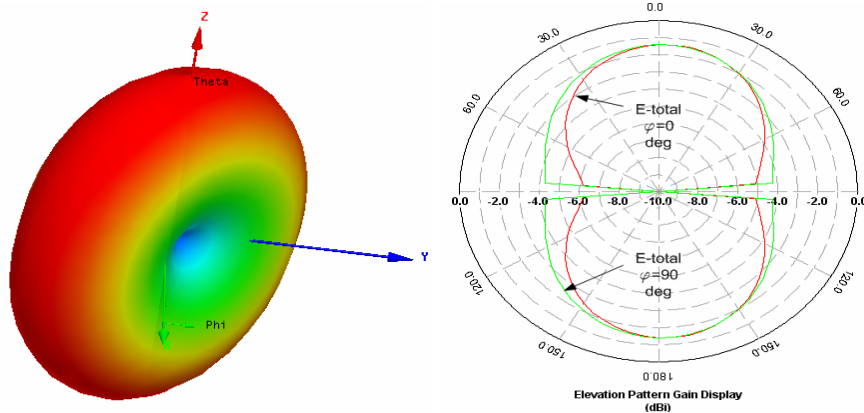 Z
Theta
Y
Phi
X
0.0
30.0
30.0
60.0
60.0
E-total
φ=0
deg
0.0 -2.0 -4.0 -6.0 -8.0 -10.0 -8.0 -6.0 -4.0 -2.0 0.0
E-total
φ=90
deg
120.0
120.0
150.0
150.0
180.0
Elevation Pattern Gain Display
(dBi)